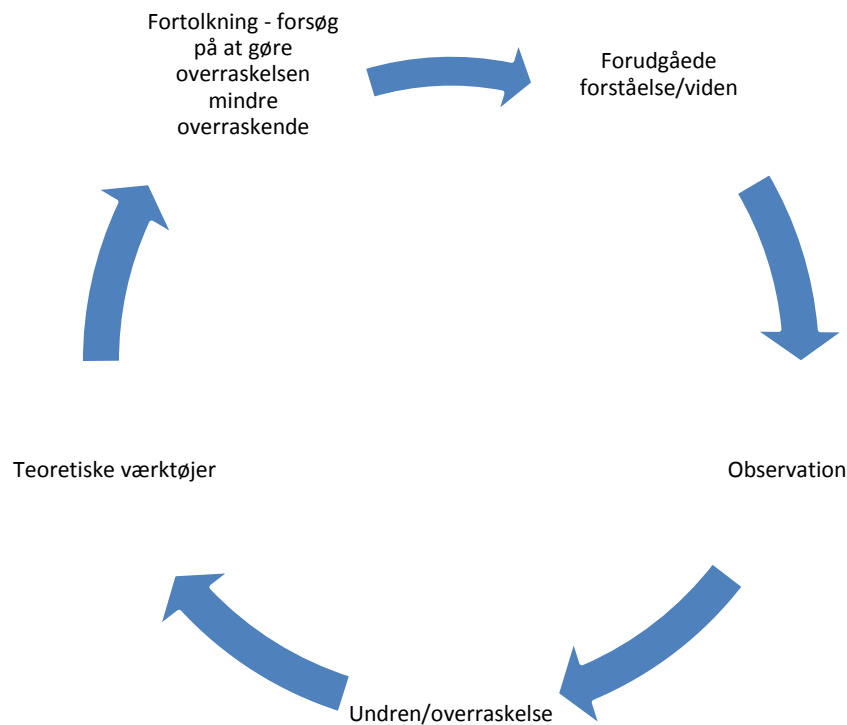 Fortolkning - forsøg
på at gøre
overraskelsen
mindre
overraskende
Forudgåede
forståelse/viden
Observation
Undren/overraskelse
Teoretiske værktøjer